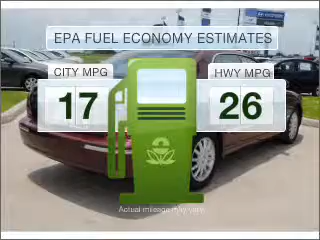 EPA FUEL ECONOMY ESTIMATES
CITY MPG
HWY MPG
17
26
Actual mileage may vary.